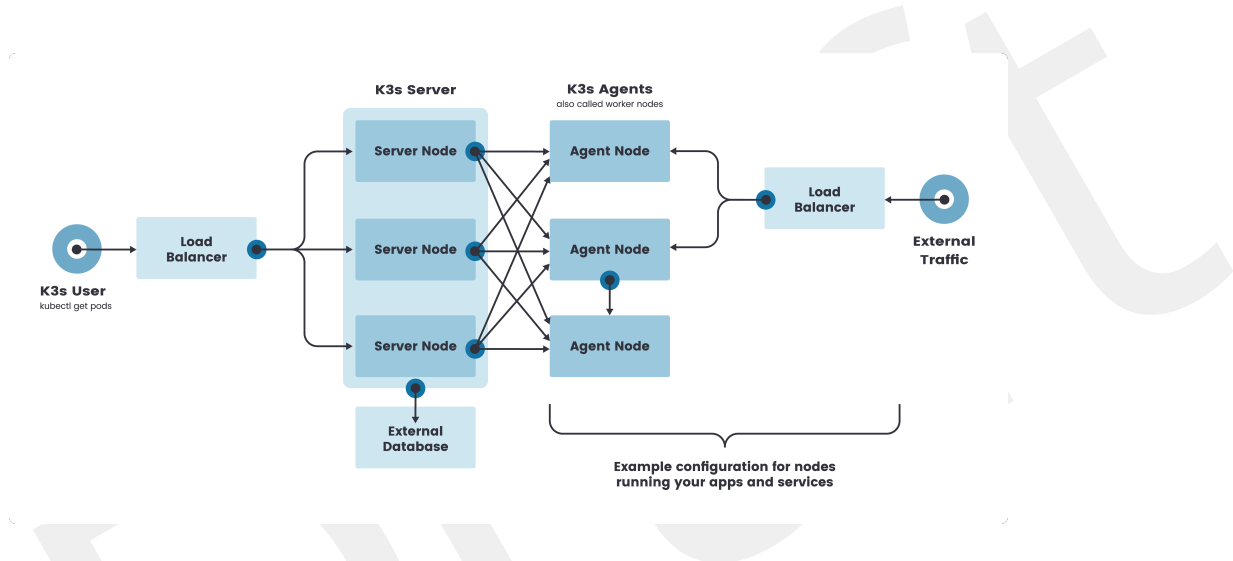 K3s Server
K3s Agents
also called worker nodes
Server Node
Agent Node
Load
Balancer
External
Traffic
Load
Balancer
K3s User
kubectl get pods
Server Node
Agent Node
Server Node
Agent Node
External
Database
Example configuration for nodes
running your apps and services